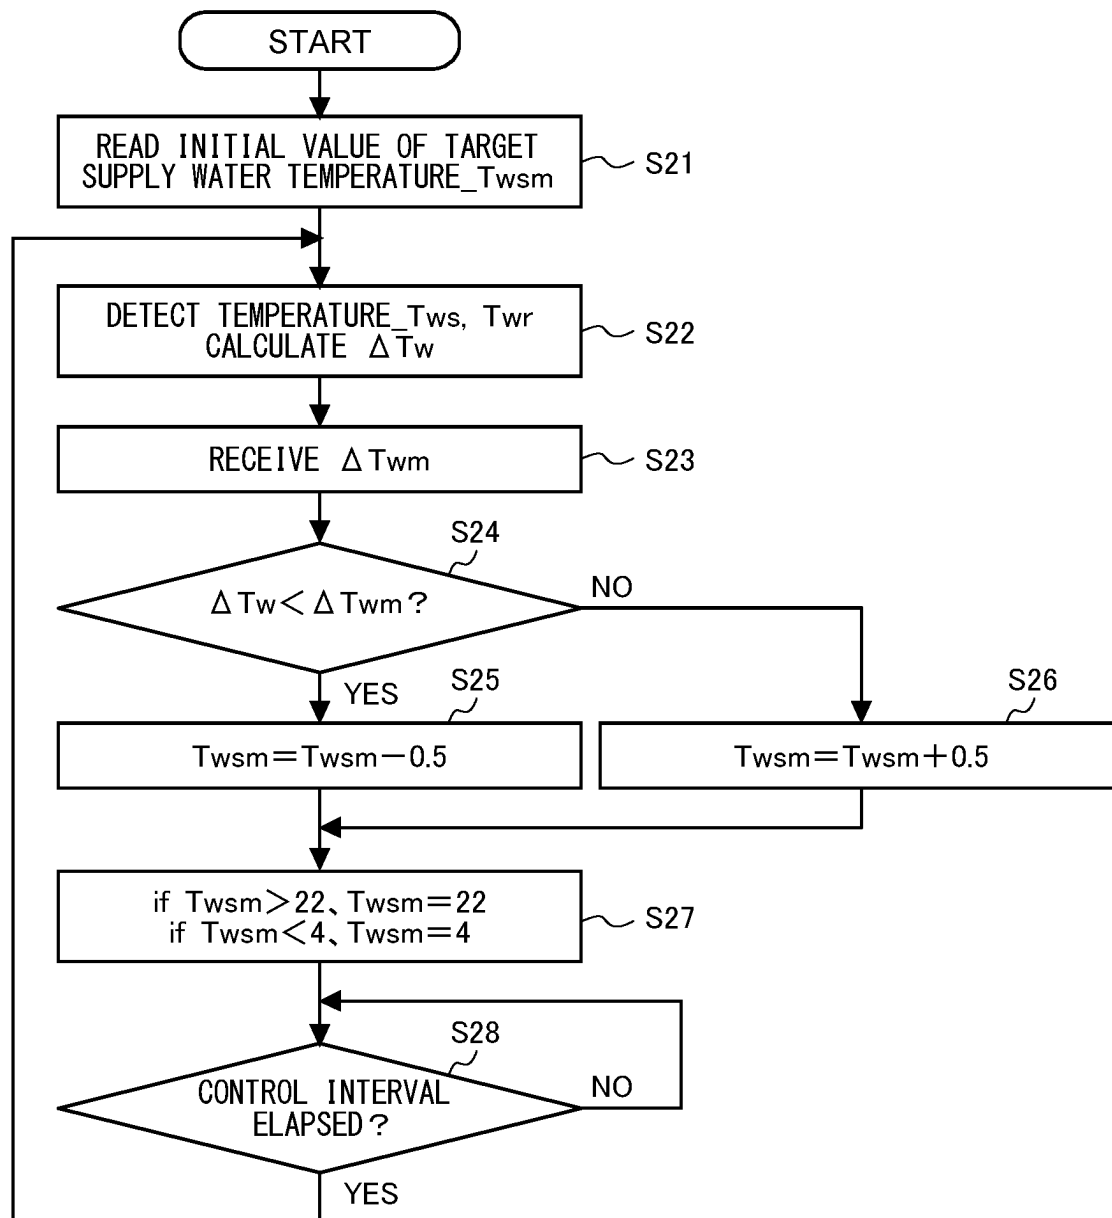 START
READ INITIAL VALUE OF TARGET
SUPPLY WATER TEMPERATURE_Twsm
S21
DETECT TEMPERATURE_Tws, Twr
CALCULATE ΔTw
S22
RECEIVE ΔTwm
S23
S24
ΔTw＜ΔTwm？
NO
YES
S25
Twsm＝Twsm－0.5
S26
Twsm＝Twsm＋0.5
if Twsm＞22、Twsm＝22
if Twsm＜4、Twsm＝4
S27
S28
CONTROL INTERVAL
ELAPSED？
NO
YES